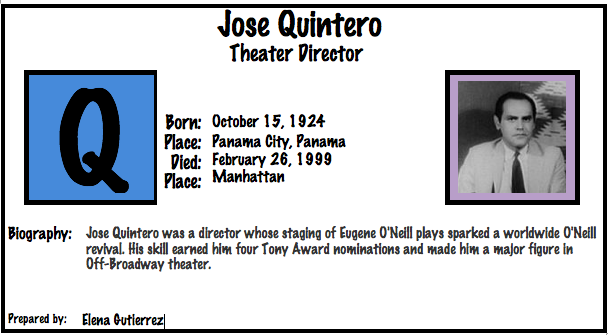 Jose Quintero
Theater Director
Q
Born: October 15, 1924
Place: Panama City, Panama
Died: February 26, 1999
Place: Manhattan
Biography: Jose Quintero was a director whose staging of Eugene O'Neill plays sparked a worldwide O'Neill
revival. His skill earned him four Tony Award nominations and made him a major figure in
Off-Broadway theater.
Prepared by: Elena Gutierrez